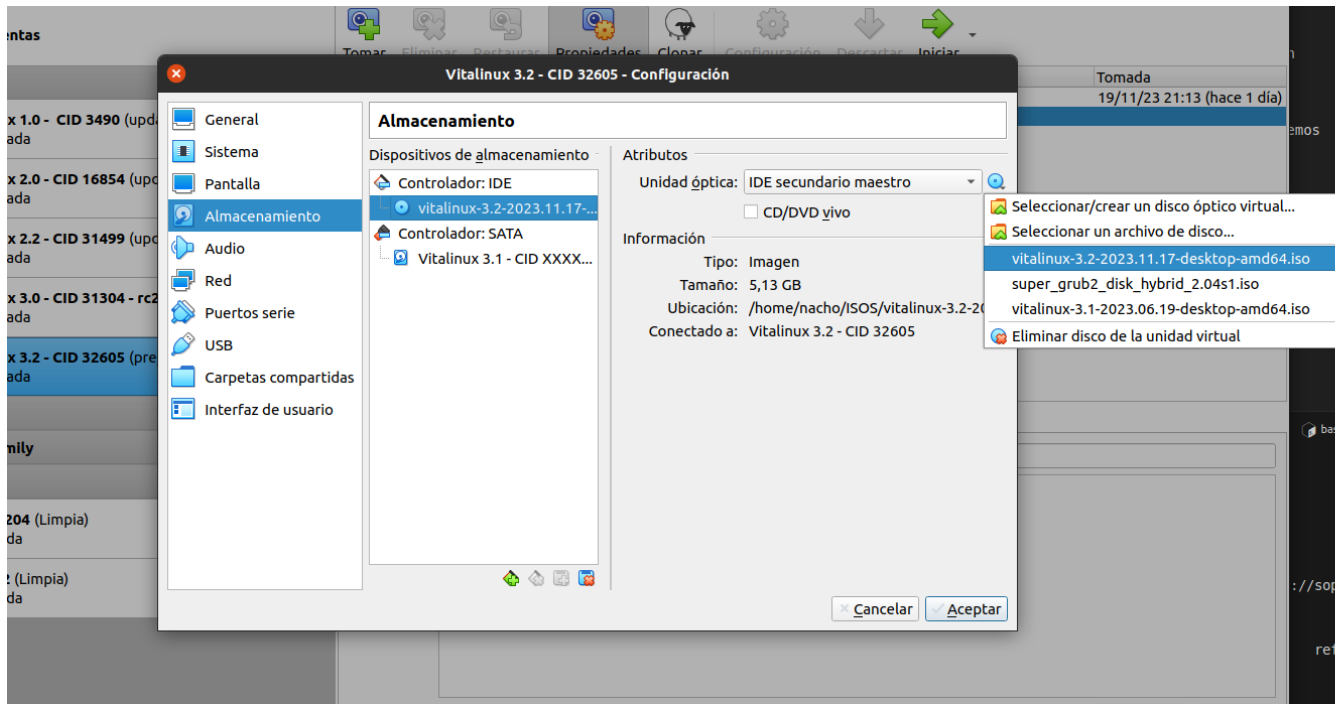 entas
Tomar Eliminar Restaurar Propiedades Clonar Configuración Descartar Iniciar
Vitalinux 3.2 - CID 32605 - Configuración
Tomada
19/11/23 21:13 (hace 1 día)
x 1.0 - CID 3490 (upd
ada
x 2.0 - CID 16854 (upd
ada
x 2.2 - CID 31499 (upd
ada
x 3.0 - CID 31304 - rc2
ada
x 3.2 - CID 32605 (pre
ada
mily
204 (Limpia)
da
2 (Limpia)
da
General
Sistema
Pantalla
Almacenamiento
Audio
Red
Puertos serie
USB
Carpetas compartidas
Interfaz de usuario
Almacenamiento
Dispositivos de almacenamiento
Controlador: IDE
vitalinux-3.2-2023.11.17-...
Controlador: SATA
Vitalinux 3.1 - CID XXXX...
Atributos
Unidad óptica: IDE secundario maestro
CD/DVD vivo
Información
Tipo: Imagen
Tamaño: 5,13 GB
Ubicación: /home/nacho/ISOS/vitalinux-3.2-20
Conectado a: Vitalinux 3.2 - CID 32605
Seleccionar/crear un disco óptico virtual...
Seleccionar un archivo de disco...
vitalinux-3.2-2023.11.17-desktop-amd64.iso
super_grub2_disk_hybrid_2.04s1.iso
vitalinux-3.1-2023.06.19-desktop-amd64.iso
Eliminar disco de la unidad virtual
Cancelar Aceptar
emos
bas
://sop
ref